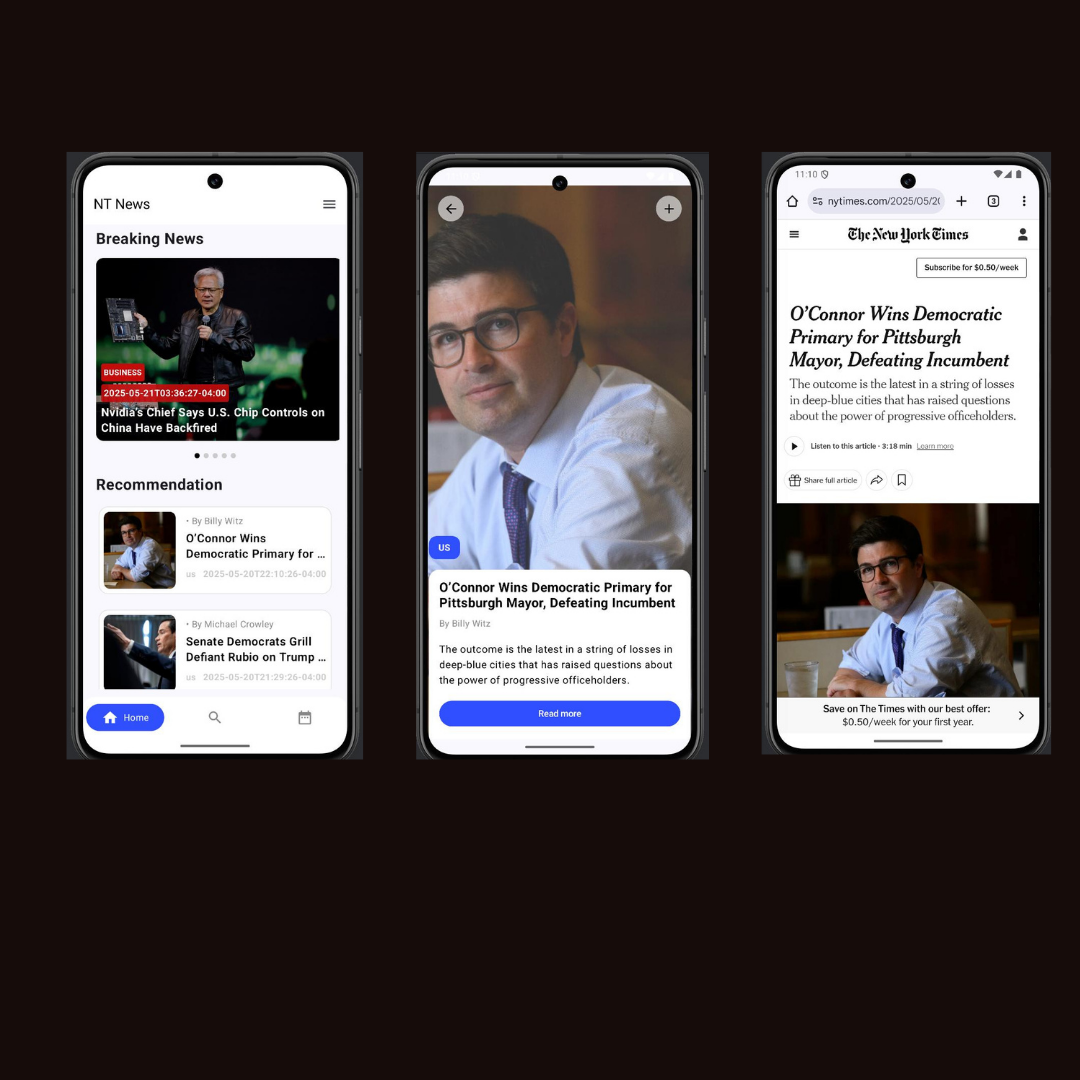 NT News
Breaking News
BUSINESS
2025-05-21T03:36:27-04:00
Nvidia's Chief Says U.S. Chip Controls on
China Have Backfired
Recommendation
• By Billy Witz
O'Connor Wins
Democratic Primary for ...
us 2025-05-20T22:10:26-04:00
• By Michael Crowley
Senate Democrats Grill
Defiant Rubio on Trump ...
us 2025-05-20T21:29:26-04:00
Home
US
O'Connor Wins Democratic Primary for
Pittsburgh Mayor, Defeating Incumbent
By Billy Witz
The outcome is the latest in a string of losses in
deep-blue cities that has raised questions about
the power of progressive officeholders.
Read more
11:10
nytimes.com/2025/05/20
3
The New York Times
Subscribe for $0.50/week
O'Connor Wins Democratic
Primary for Pittsburgh
Mayor, Defeating Incumbent
The outcome is the latest in a string of losses
in deep-blue cities that has raised questions
about the power of progressive officeholders.
Listen to this article · 3:18 min Learn more
Share full article
Save on The Times with our best offer:
$0.50/week for your first year.